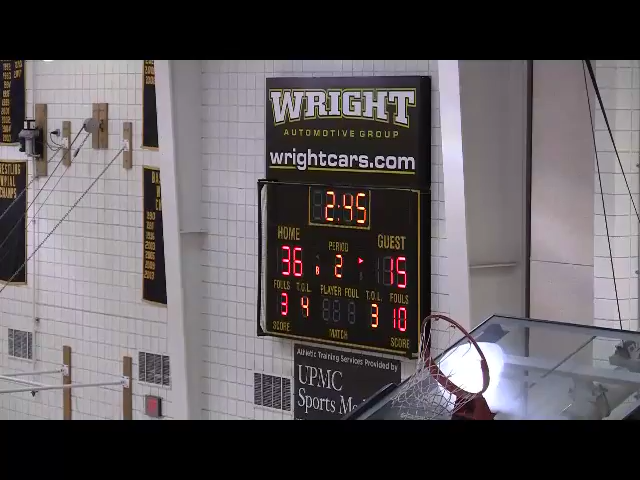 WRIGHT
AUTOMOTIVE GROUP
wrightcars.com
2:45
HOME PERIOD GUEST
36 B 2 15
FOULS T.O.L. PLAYER FOUL T.O.L. FOULS
3 4 3 10
SCORE MATCH SCORE
Athletic Training Services Provided by
UPMC
Sports